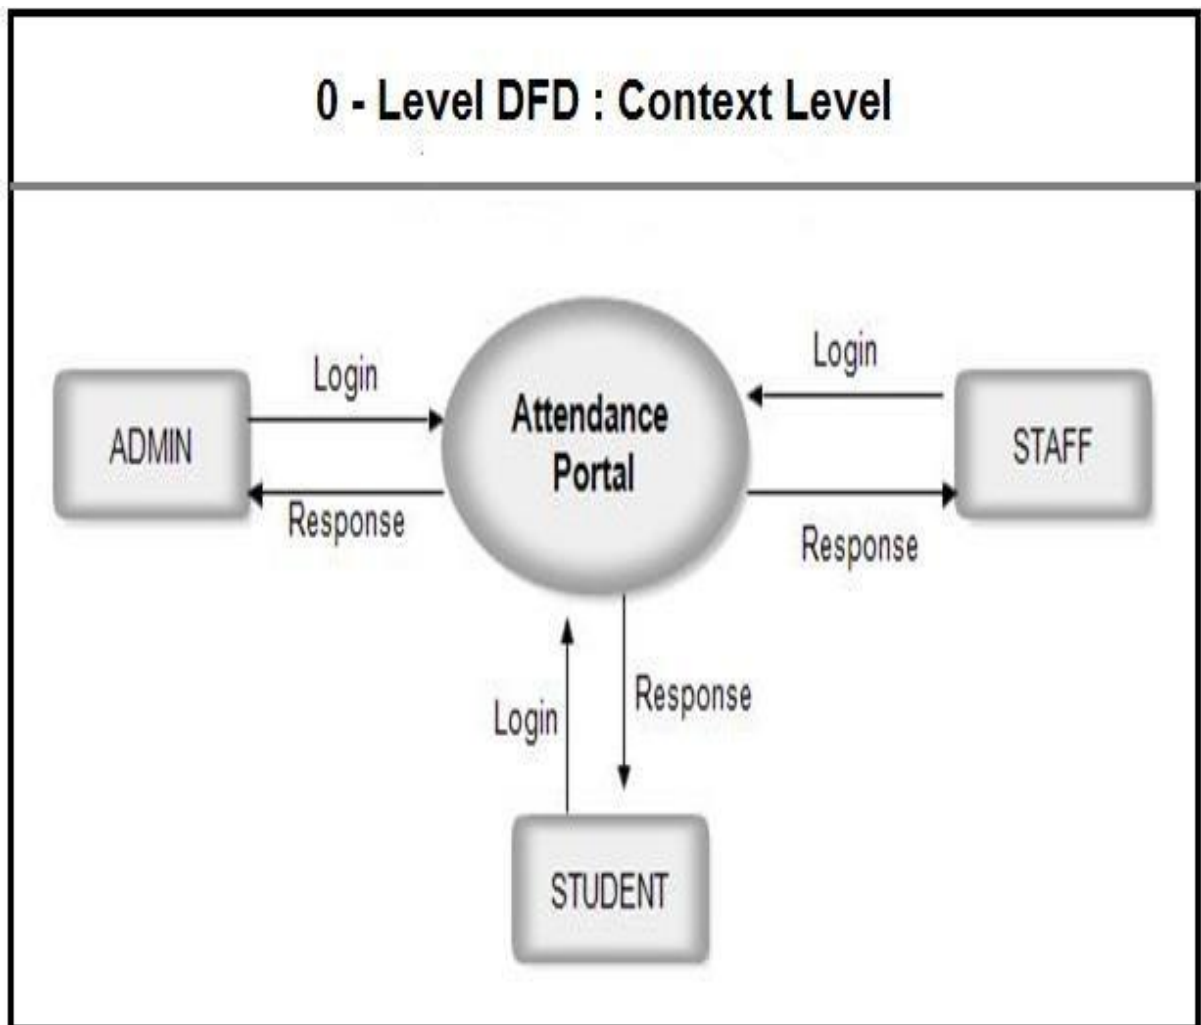 0 - Level DFD : Context Level
Login
Login
ADMIN
Attendance
Portal
STAFF
Response
Response
Login
Response
STUDENT